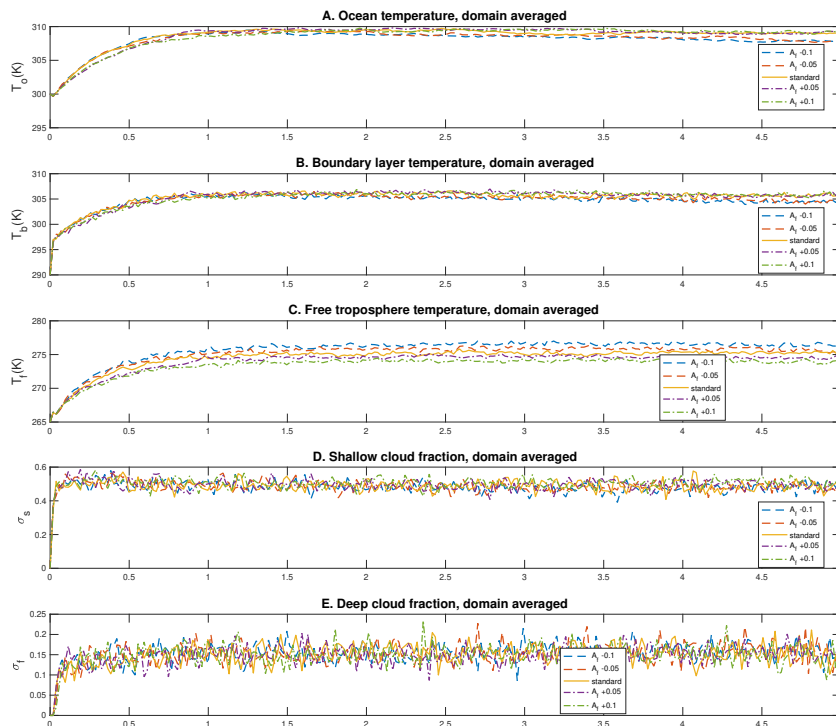 A. Ocean temperature, domain averaged
310
305
300
295
T_o(K)
0 0.5 1 1.5 2 2.5 3 3.5 4 4.5
A_f -0.1
A_f -0.05
standard
A_f +0.05
A_f +0.1
B. Boundary layer temperature, domain averaged
310
305
300
295
290
T_b(K)
0 0.5 1 1.5 2 2.5 3 3.5 4 4.5
A_f -0.1
A_f -0.05
standard
A_f +0.05
A_f +0.1
C. Free troposphere temperature, domain averaged
280
275
270
265
T_f(K)
0 0.5 1 1.5 2 2.5 3 3.5 4 4.5
A_f -0.1
A_f -0.05
standard
A_f +0.05
A_f +0.1
D. Shallow cloud fraction, domain averaged
0.6
0.4
0.2
0
σ_s
0 0.5 1 1.5 2 2.5 3 3.5 4 4.5
A_f -0.1
A_f -0.05
standard
A_f +0.05
A_f +0.1
E. Deep cloud fraction, domain averaged
0.25
0.2
0.15
0.1
0.05
0
σ_f
0 0.5 1 1.5 2 2.5 3 3.5 4 4.5
A_f -0.1
A_f -0.05
standard
A_f +0.05
A_f +0.1